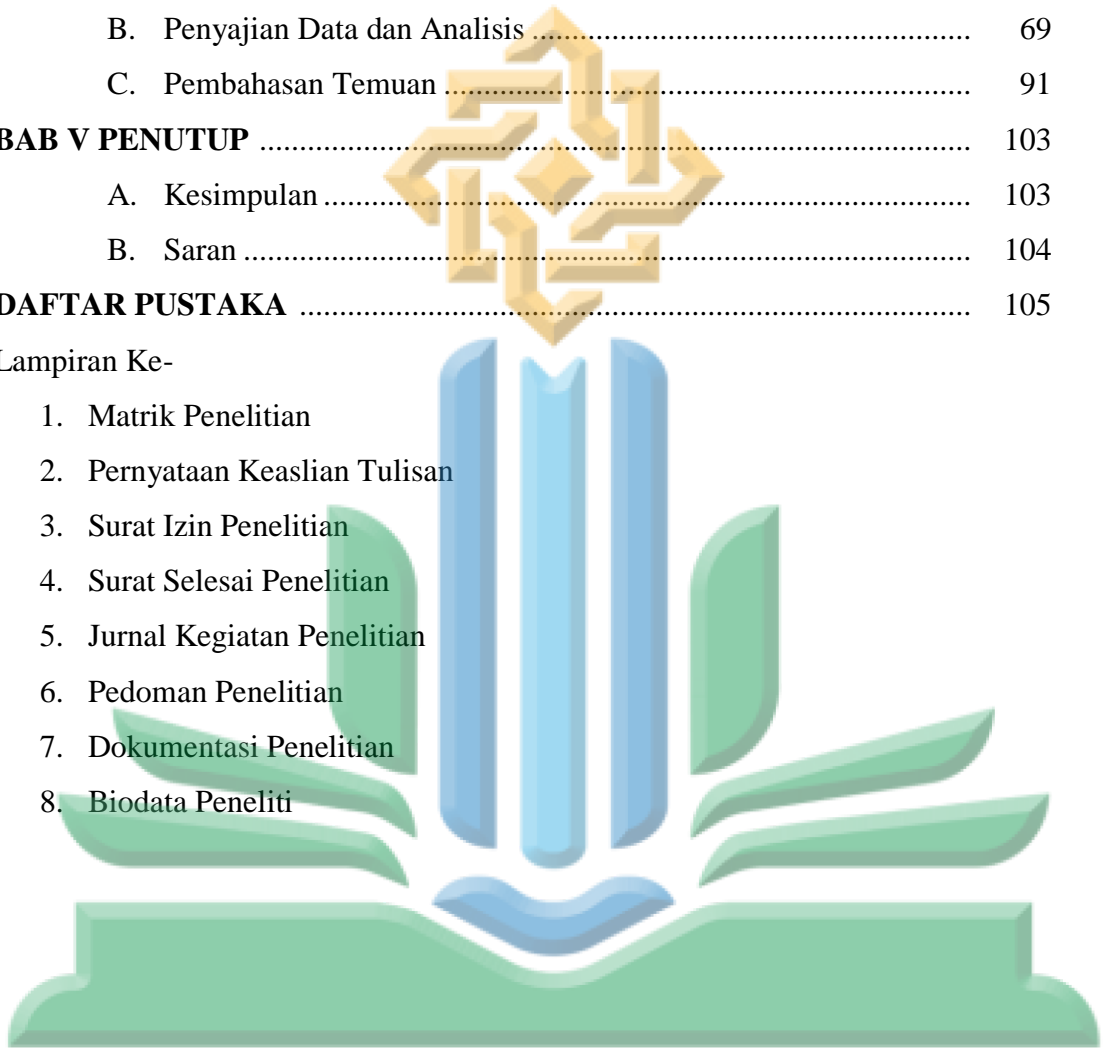 B. Penyajian Data dan Analisis ........................................................ 69
C. Pembahasan Temuan ................................................................... 91
BAB V PENUTUP ........................................................................................... 103
A. Kesimpulan ................................................................................... 103
B. Saran ............................................................................................. 104
DAFTAR PUSTAKA ...................................................................................... 105
Lampiran Ke-
1. Matrik Penelitian
2. Pernyataan Keaslian Tulisan
3. Surat Izin Penelitian
4. Surat Selesai Penelitian
5. Jurnal Kegiatan Penelitian
6. Pedoman Penelitian
7. Dokumentasi Penelitian
8. Biodata Peneliti